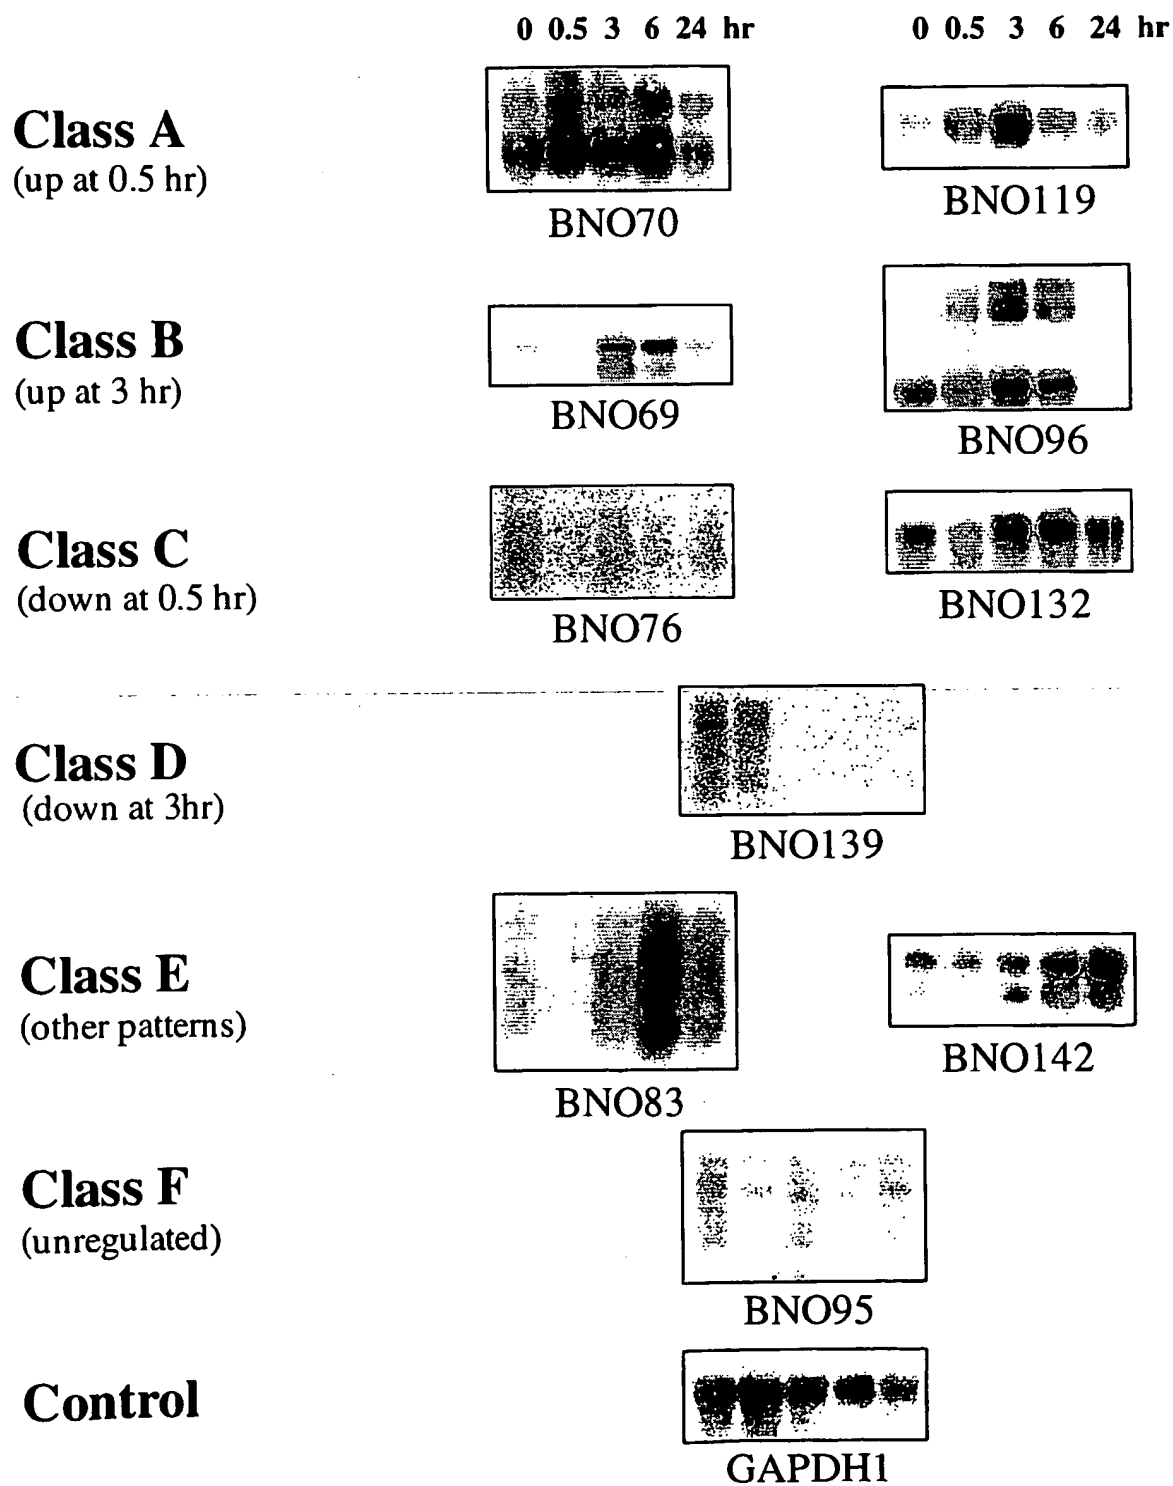 0 0.5 3 6 24 hr
0 0.5 3 6 24 hr
Class A
(up at 0.5 hr)
BNO70
BNO119
Class B
(up at 3 hr)
BNO69
BNO96
Class C
(down at 0.5 hr)
BNO76
BNO132
Class D
(down at 3hr)
BNO139
Class E
(other patterns)
BNO83
BNO142
Class F
(unregulated)
BNO95
Control
GAPDH1